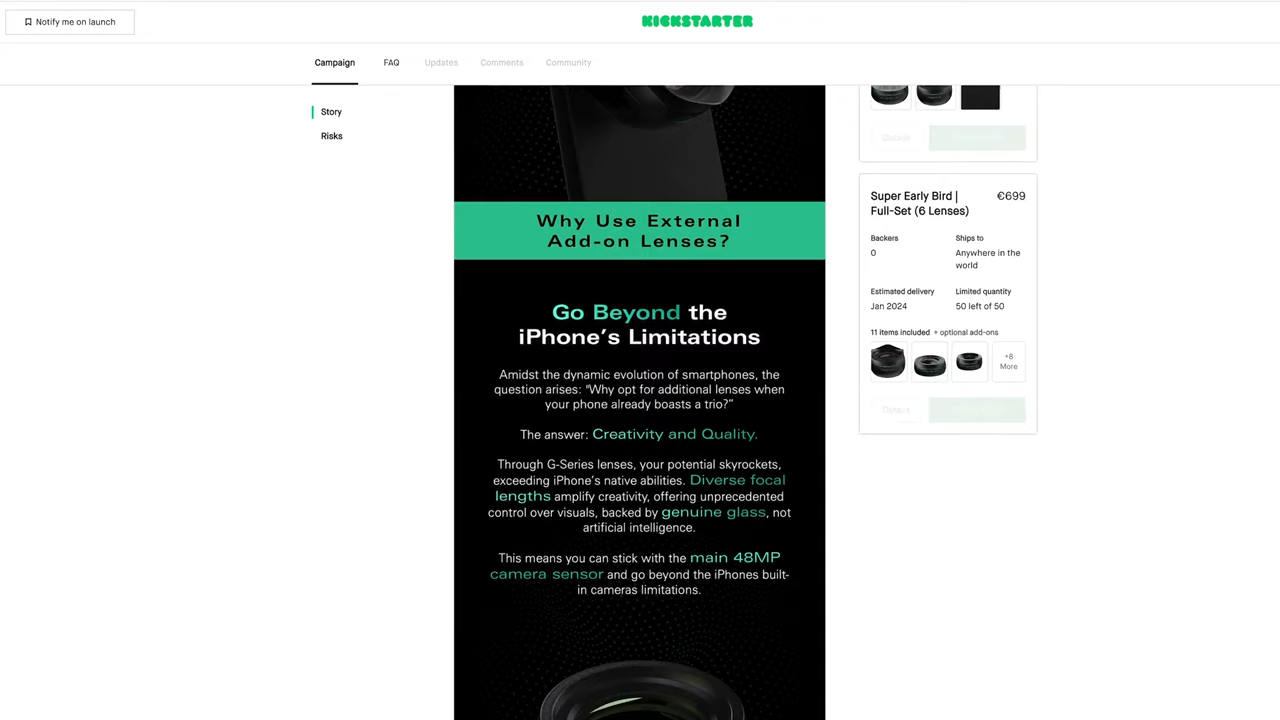 Notify me on launch
KICKSTARTER
Campaign
FAQ
Updates
Comments
Community
Story
Risks
Why Use External
Add-on Lenses?
Go Beyond the
iPhone’s Limitations
Amidst the dynamic evolution of smartphones, the
question arises: “Why opt for additional lenses when
your phone already boasts a trio?”
The answer: Creativity and Quality.
Through G-Series lenses, your potential skyrockets,
exceeding iPhone’s native abilities. Diverse focal
lengths amplify creativity, offering unprecedented
control over visuals, backed by genuine glass, not
artificial intelligence.
This means you can stick with the main 48MP
camera sensor and go beyond the iPhones built-
in cameras limitations.
Details
Super Early Bird |
Full-Set (6 Lenses)
€699
Backers
0
Ships to
Anywhere in the
world
Estimated delivery
Jan 2024
Limited quantity
50 left of 50
11 items included + optional add-ons
+8
More
Details